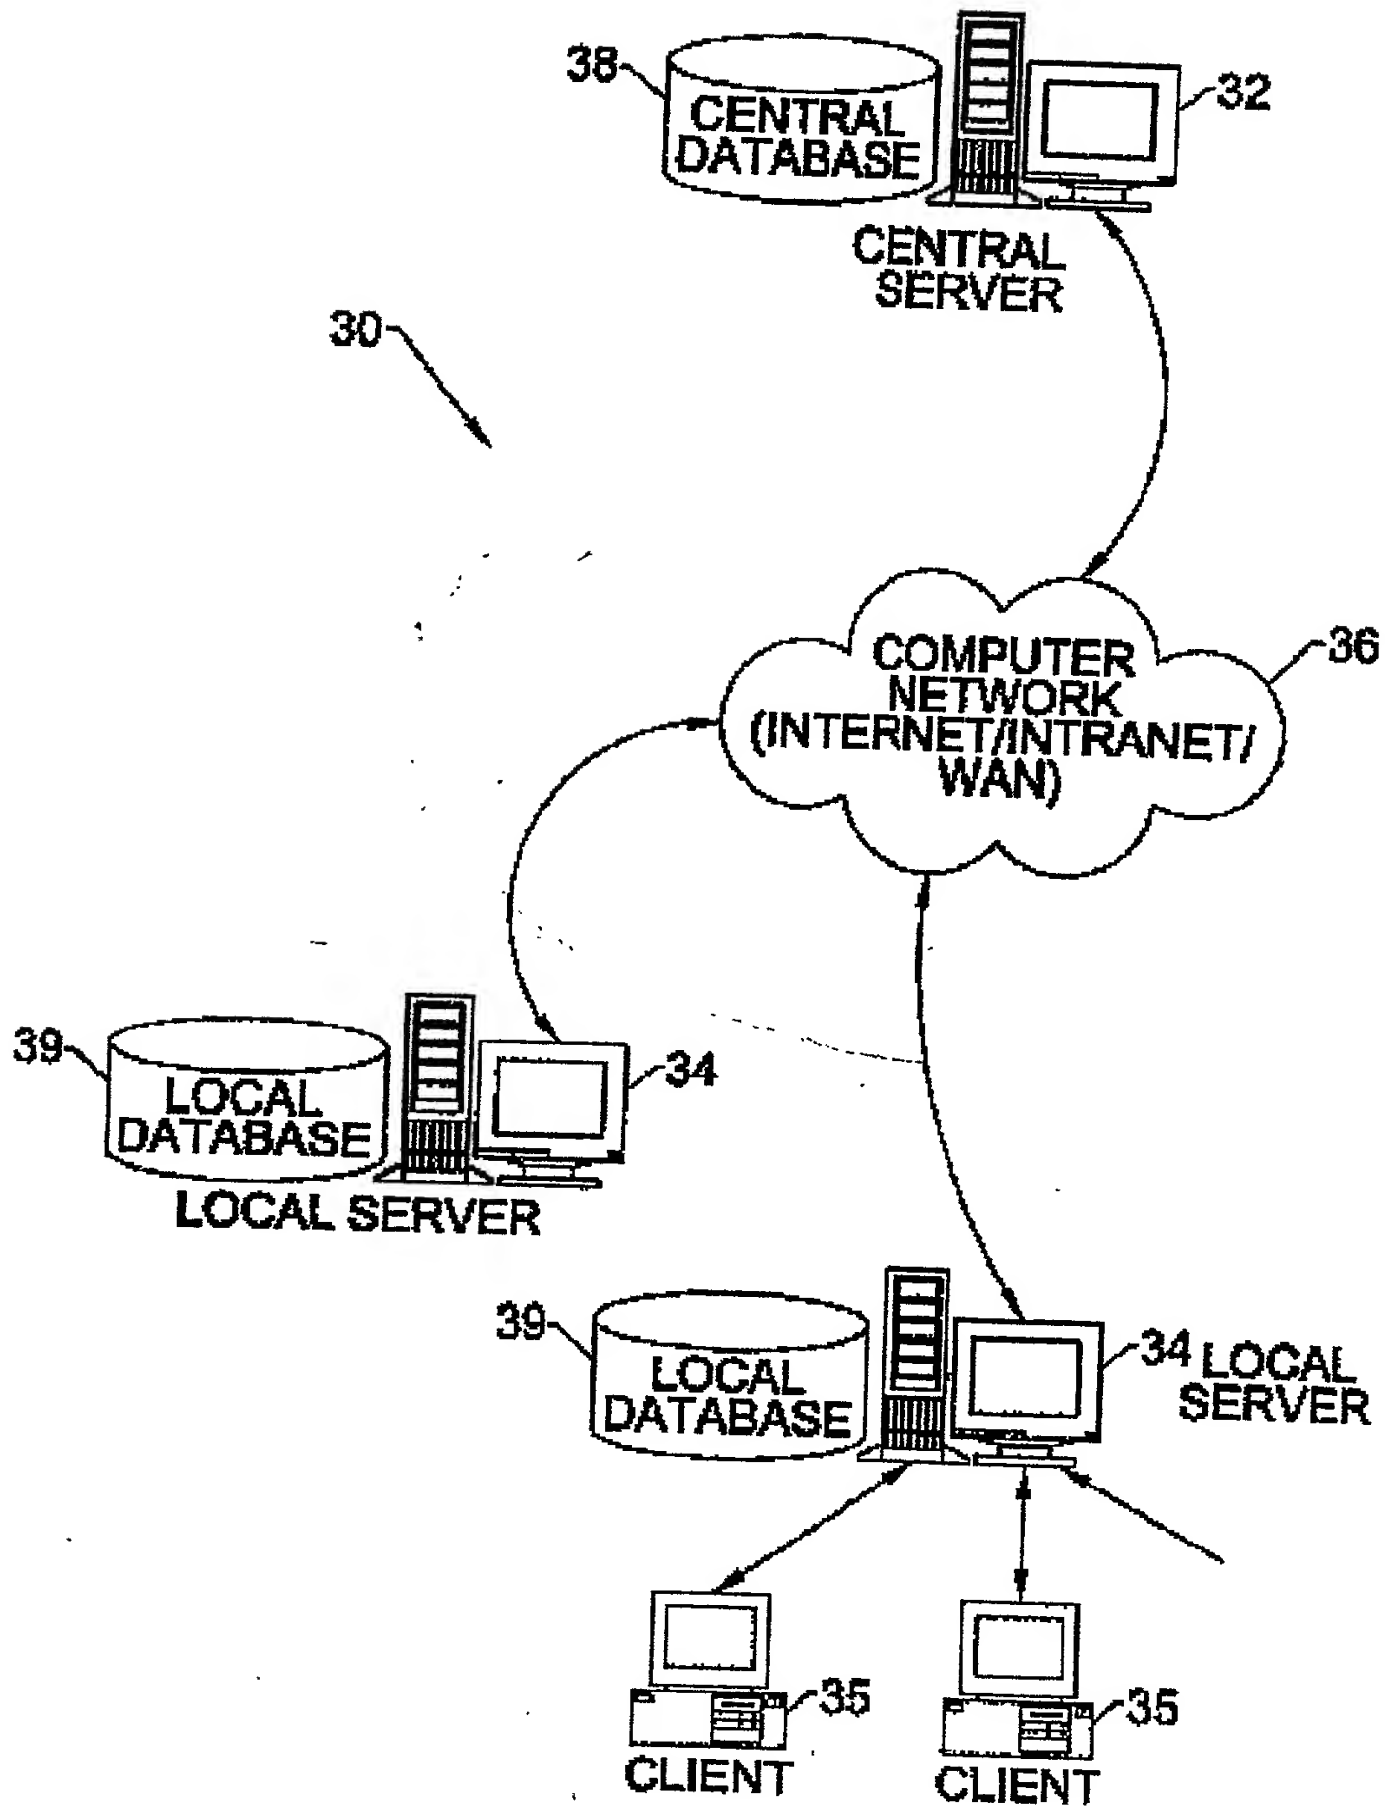 38
CENTRAL
DATABASE
32
CENTRAL
SERVER
30
COMPUTER
NETWORK
(INTERNET/INTRANET/
WAN)
36
39
LOCAL
DATABASE
34
LOCAL SERVER
39
LOCAL
DATABASE
34
LOCAL
SERVER
35
CLIENT
35
CLIENT